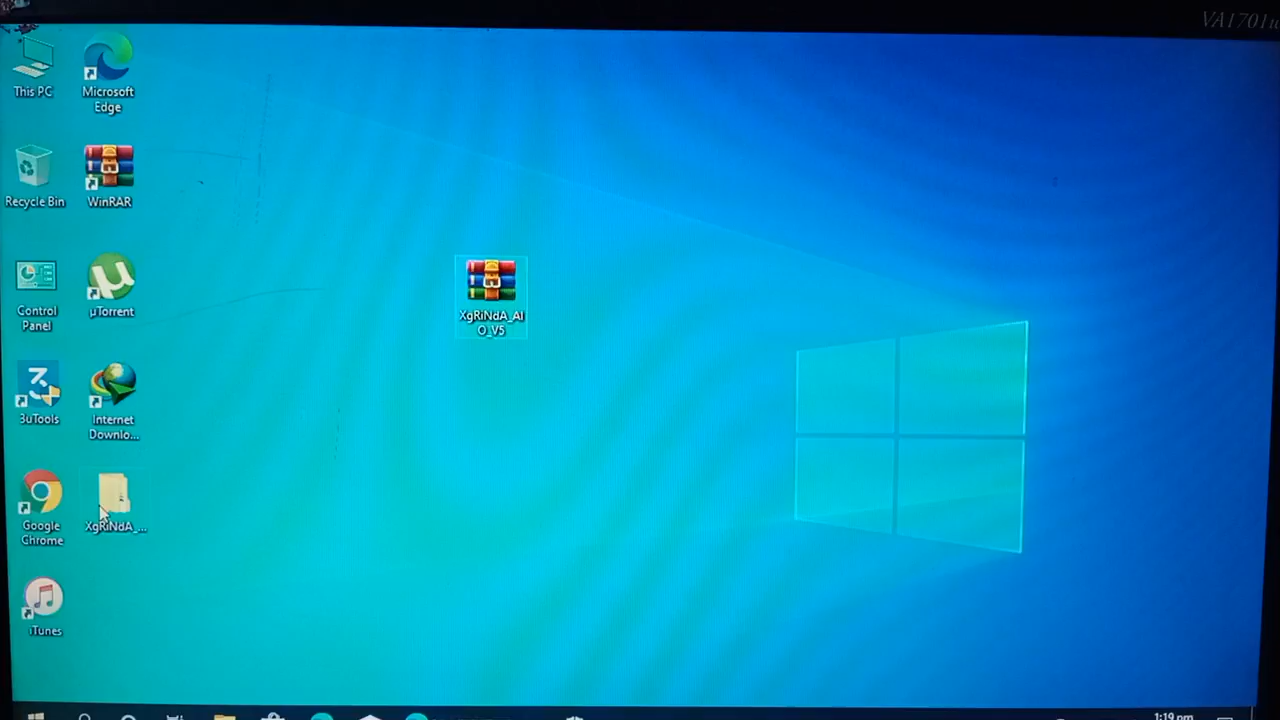 VA1701w
This PC
Microsoft
Edge
Recycle Bin
WinRAR
Control
Panel
µTorrent
XgRiNdA_AI
O_V5
3uTools
Internet
Downlo...
Google
Chrome
XgRiNdA_...
iTunes
1:19 pm